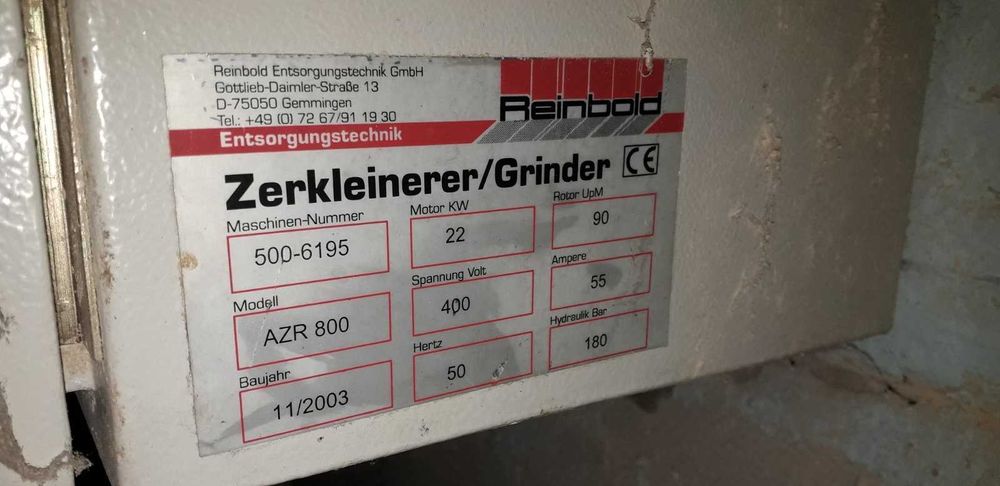 Reinbold Entsorgungstechnik GmbH
Gottlieb-Daimler-Straße 13
D-75050 Gemmingen
Tel.: +49 (0) 72 67/91 19 30
Reinbold
Entsorgungstechnik
Zerkleinerer/Grinder CE
Maschinen-Nummer Motor KW Rotor UpM
500-6195 22 90
Modell Spannung Volt Ampere
AZR 800 400 55
Baujahr Hertz Hydraulik Bar
11/2003 50 180